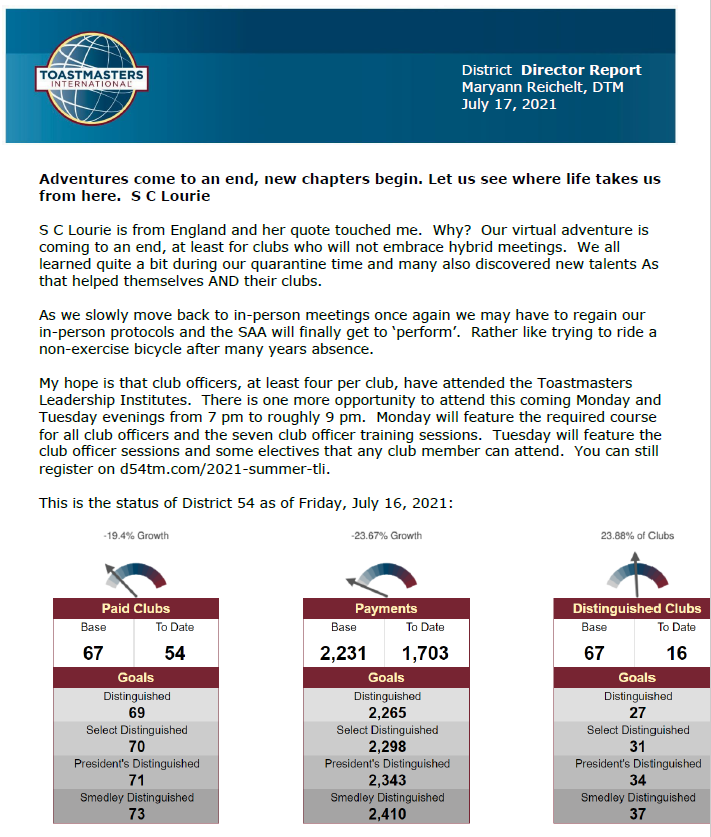 TOASTMASTERS
INTERNATIONAL
District Director Report
Maryann Reichelt, DTM
July 17, 2021
Adventures come to an end, new chapters begin. Let us see where life takes us
from here. S C Lourie
S C Lourie is from England and her quote touched me. Why? Our virtual adventure is
coming to an end, at least for clubs who will not embrace hybrid meetings. We all
learned quite a bit during our quarantine time and many also discovered new talents As
that helped themselves AND their clubs.
As we slowly move back to in-person meetings once again we may have to regain our
in-person protocols and the SAA will finally get to ‘perform’. Rather like trying to ride a
non-exercise bicycle after many years absence.
My hope is that club officers, at least four per club, have attended the Toastmasters
Leadership Institutes. There is one more opportunity to attend this coming Monday and
Tuesday evenings from 7 pm to roughly 9 pm. Monday will feature the required course
for all club officers and the seven club officer training sessions. Tuesday will feature the
club officer sessions and some electives that any club member can attend. You can still
register on d54tm.com/2021-summer-tli.
This is the status of District 54 as of Friday, July 16, 2021:
-19.4% Growth
Paid Clubs
Base To Date
67 54
Goals
Distinguished
69
Select Distinguished
70
President's Distinguished
71
Smedley Distinguished
73
-23.67% Growth
Payments
Base To Date
2,231 1,703
Goals
Distinguished
2,265
Select Distinguished
2,298
President's Distinguished
2,343
Smedley Distinguished
2,410
23.88% of Clubs
Distinguished Clubs
Base To Date
67 16
Goals
Distinguished
27
Select Distinguished
31
President's Distinguished
34
Smedley Distinguished
37